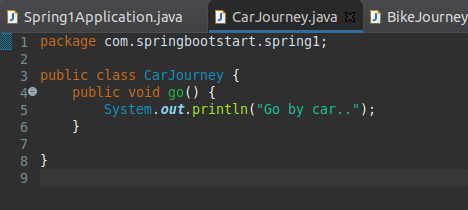 Spring1Application.java CarJourney.java BikeJourney
1 package com.springbootstart.spring1;
2
3 public class CarJourney {
4 public void go() {
5 System.out.println("Go by car..");
6 }
7
8 }
9